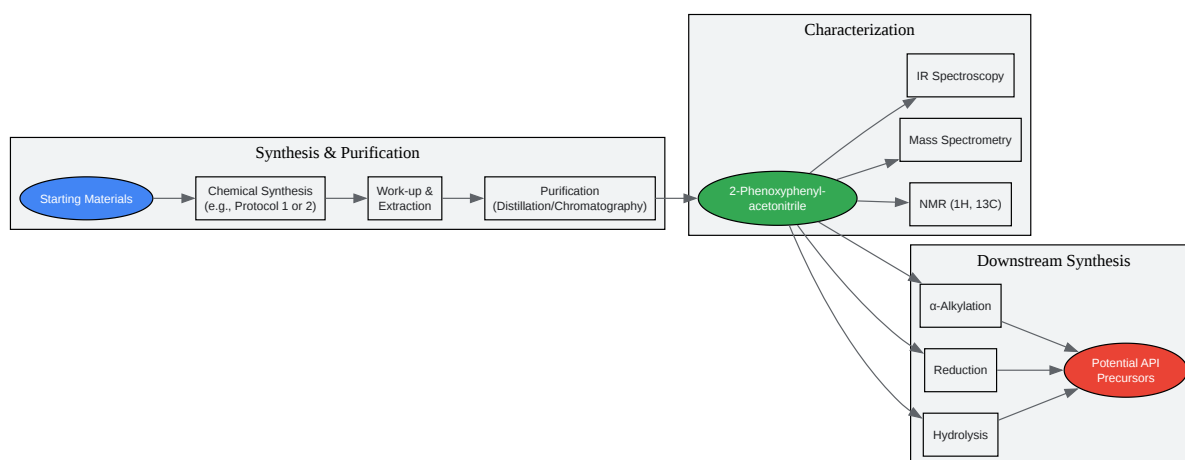 Characterization
IR Spectroscopy
Mass Spectrometry
NMR (1H, 13C)
2-Phenoxyphenyl-
acetonitrile
Synthesis & Purification
Starting Materials
Chemical Synthesis
(e.g., Protocol 1 or 2)
Work-up &
Extraction
Purification
(Distillation/Chromatography)
Downstream Synthesis
α-Alkylation
Reduction
Hydrolysis
Potential API
Precursors